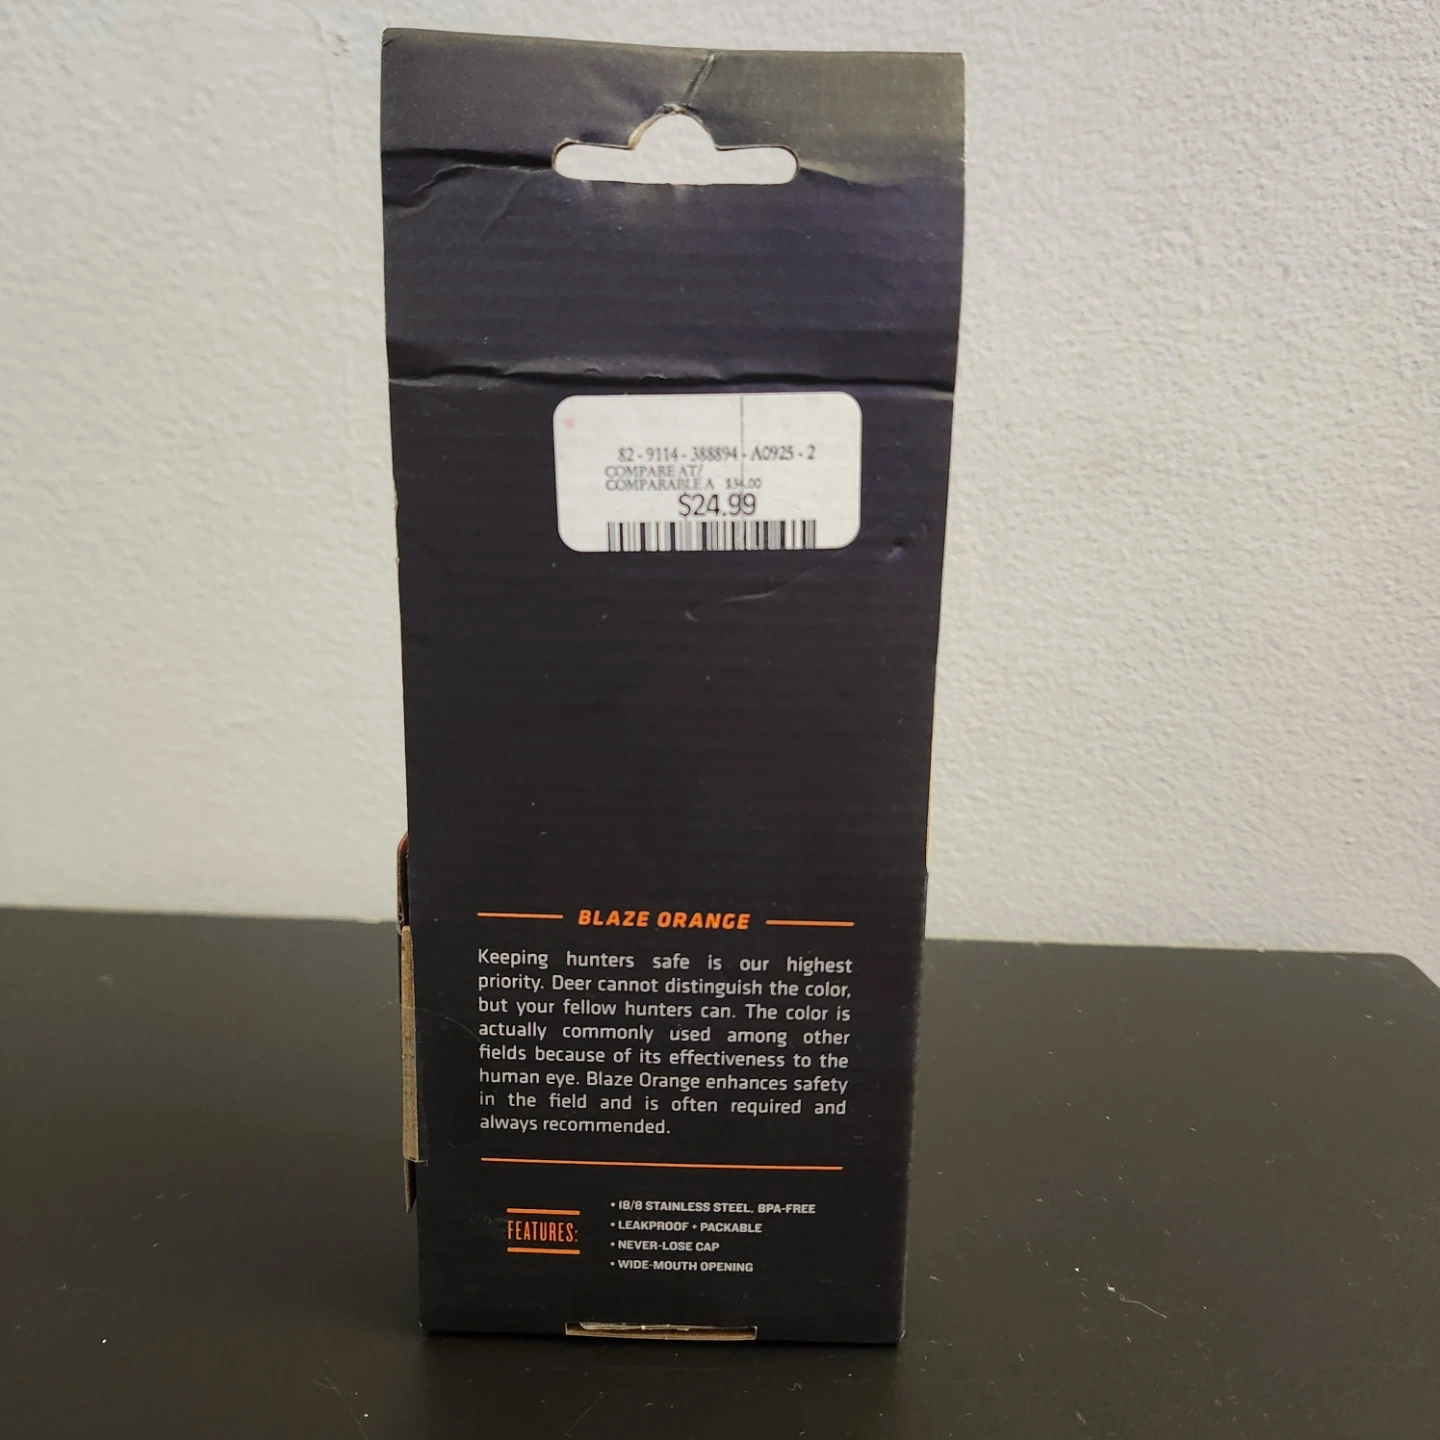 82 - 9114 - 388894 - A0925 - 2
COMPARE AT/
COMPARABLE A $34.00
$24.99
BLAZE ORANGE
Keeping hunters safe is our highest
priority. Deer cannot distinguish the color,
but your fellow hunters can. The color is
actually commonly used among other
fields because of its effectiveness to the
human eye. Blaze Orange enhances safety
in the field and is often required and
always recommended.
FEATURES:
• 18/8 STAINLESS STEEL, BPA-FREE
• LEAKPROOF + PACKABLE
• NEVER-LOSE CAP
• WIDE-MOUTH OPENING